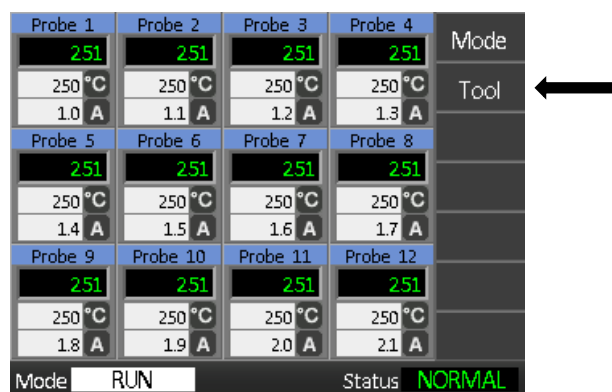 Probe 1 Probe 2 Probe 3 Probe 4 Mode
251 251 251 251
250 °C 250 °C 250 °C 250 °C Tool
1.0 A 1.1 A 1.2 A 1.3 A
Probe 5 Probe 6 Probe 7 Probe 8
251 251 251 251
250 °C 250 °C 250 °C 250 °C
1.4 A 1.5 A 1.6 A 1.7 A
Probe 9 Probe 10 Probe 11 Probe 12
251 251 251 251
250 °C 250 °C 250 °C 250 °C
1.8 A 1.9 A 2.0 A 2.1 A
Mode RUN Status NORMAL